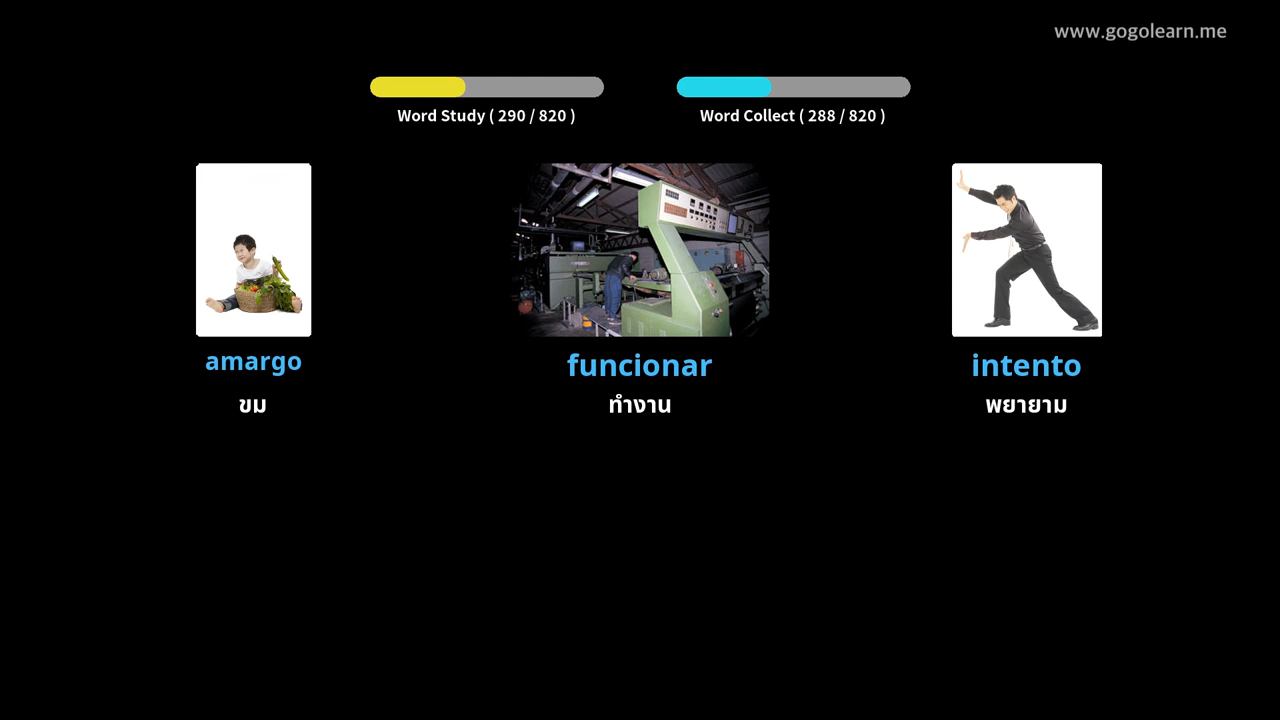 www.gogolearn.me
Word Study ( 290 / 820 )
Word Collect ( 288 / 820 )
amargo
ขม
funcionar
ทำงาน
intento
พยายาม